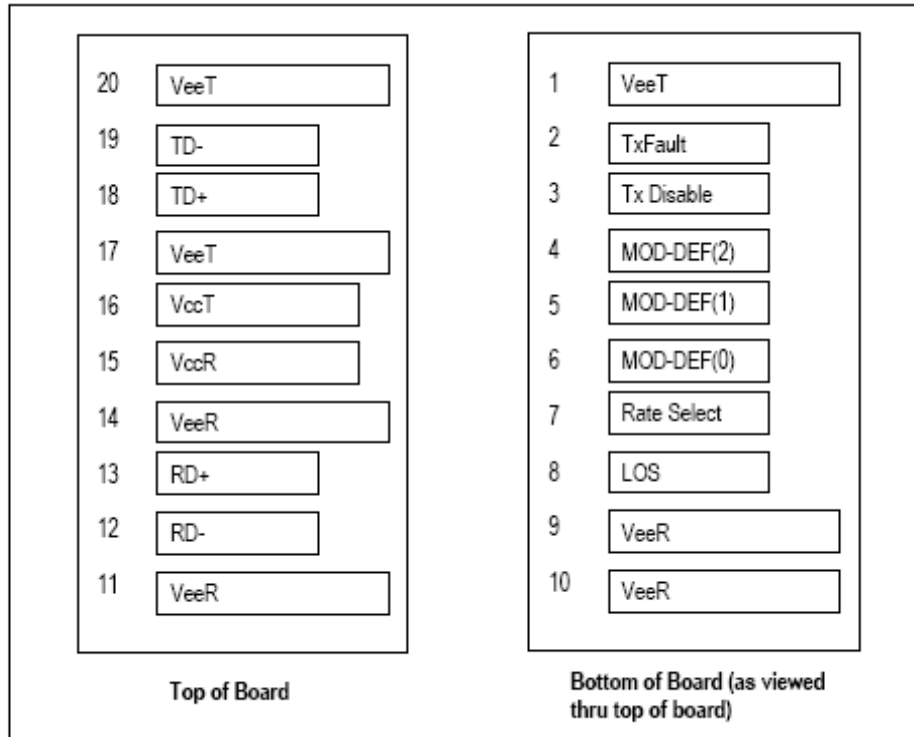 20 VeeT
19 TD-
18 TD+
17 VeeT
16 VccT
15 VccR
14 VeeR
13 RD+
12 RD-
11 VeeR
Top of Board
1 VeeT
2 TxFault
3 Tx Disable
4 MOD-DEF(2)
5 MOD-DEF(1)
6 MOD-DEF(0)
7 Rate Select
8 LOS
9 VeeR
10 VeeR
Bottom of Board (as viewed
thru top of board)